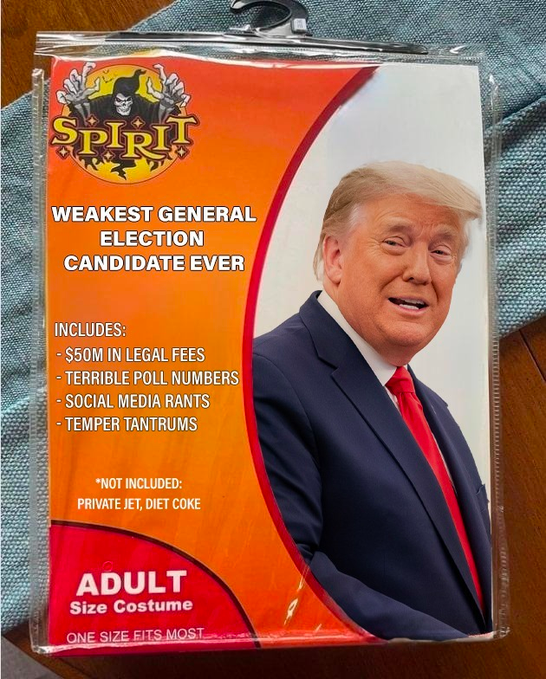 SPIRIT
WEAKEST GENERAL
ELECTION
CANDIDATE EVER
INCLUDES:
- $50M IN LEGAL FEES
- TERRIBLE POLL NUMBERS
- SOCIAL MEDIA RANTS
- TEMPER TANTRUMS
*NOT INCLUDED:
PRIVATE JET, DIET COKE
ADULT
Size Costume
ONE SIZE FITS MOST